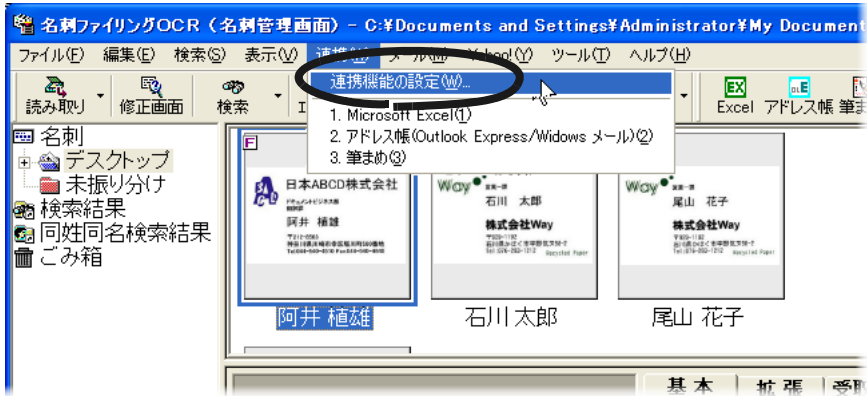 名刺ファイリングOCR（名刺管理画面） - C:¥Documents and Settings¥Administrator¥My Document
ファイル(F) 編集(E) 検索(S) 表示(V) ツール(T) ヘルプ(H)
連携機能の設定(W)...
1. Microsoft Excel(1)
2. アドレス帳(Outlook Express/Widows メール)(2)
3. 筆まめ(3)
読み取り 修正画面 検索 Excel アドレス帳 筆ま
名刺
デスクトップ
未振り分け
検索結果
同姓同名検索結果
ごみ箱
F
日本ABCD株式会社
阿井 植雄
阿井 植雄
Way
石川 太郎
株式会社Way
Recycled Paper
石川 太郎
Way
尾山 花子
株式会社Way
Recycled Paper
尾山 花子
基本 拡張 受取